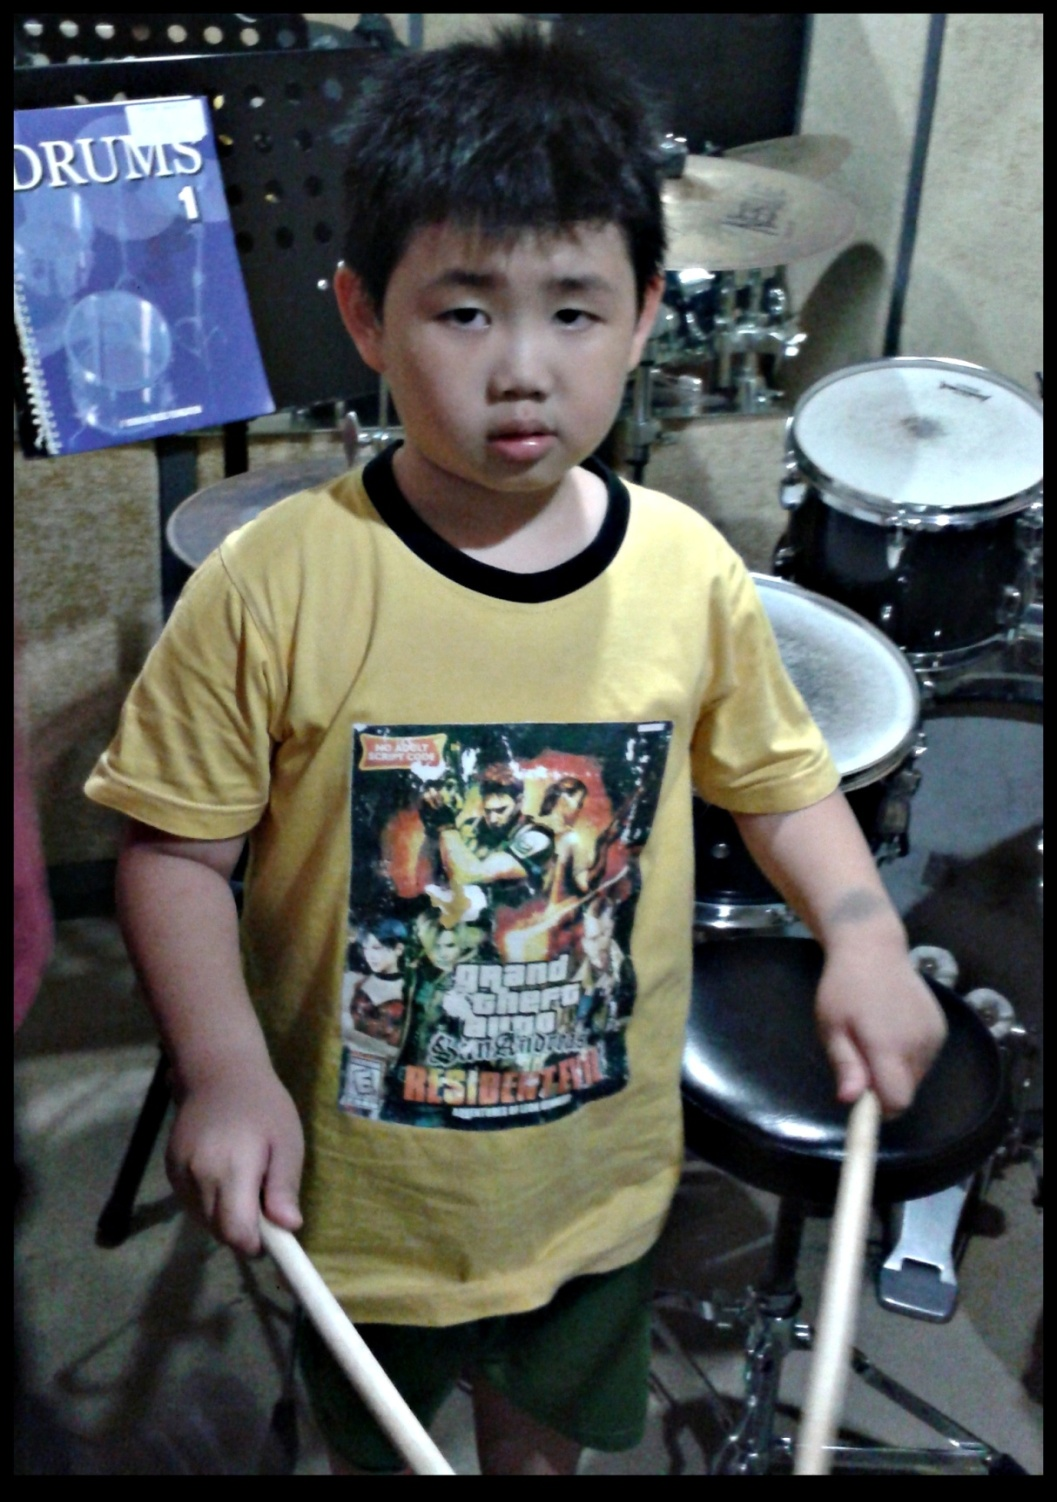 DRUMS
1
NO ADULT
SCRIPT CODE
grand
theft
auto
San Andreas
RESIDENT EVIL
E